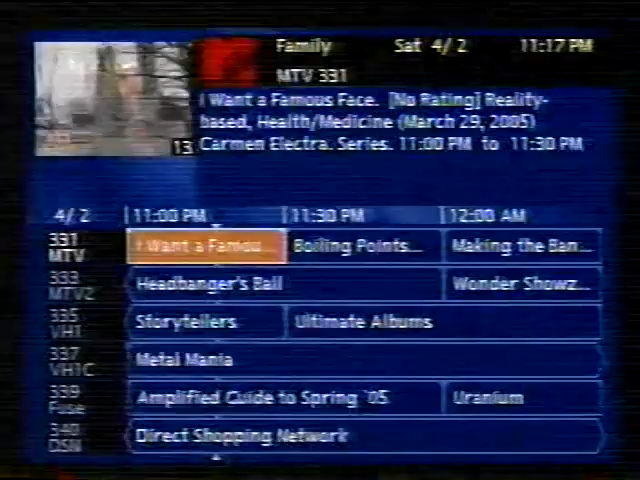 Family Sat 4/2 11:17 PM
MTV 331
I Want a Famous Face. [No Rating] Reality-
based, Health/Medicine (March 29, 2005)
13 Carmen Electra. Series. 11:00 PM to 11:30 PM
4/2 11:00 PM 11:30 PM 12:00 AM
331 MTV I Want a Famou Boiling Points... Making the Ban...
333 MTV2 Headbanger's Ball Wonder Showz...
335 VH1 Storytellers Ultimate Albums
337 VH1C Metal Mania
339 Fuse Amplified Guide to Spring '05 Uranium
340 DSN Direct Shopping Network